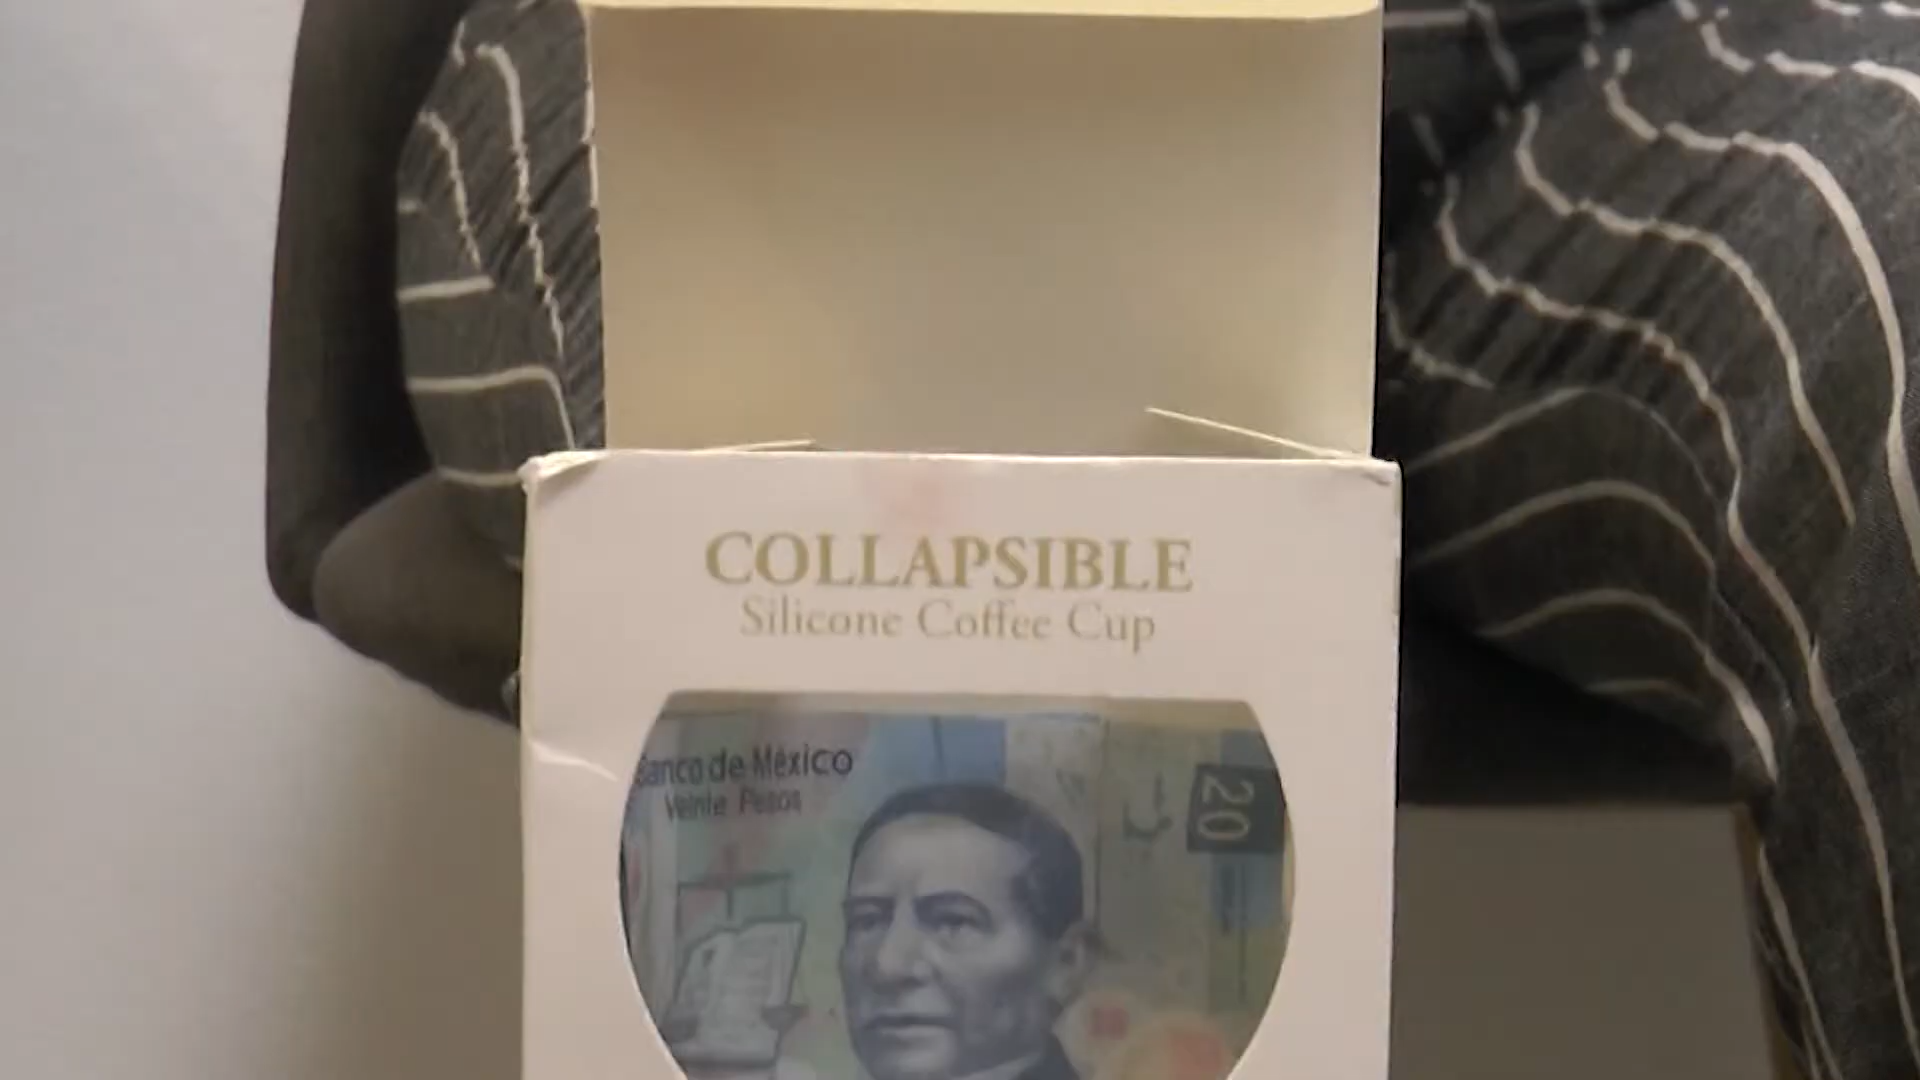 COLLAPSIBLE
Silicone Coffee Cup
Banco de México
Veinte Pesos
20